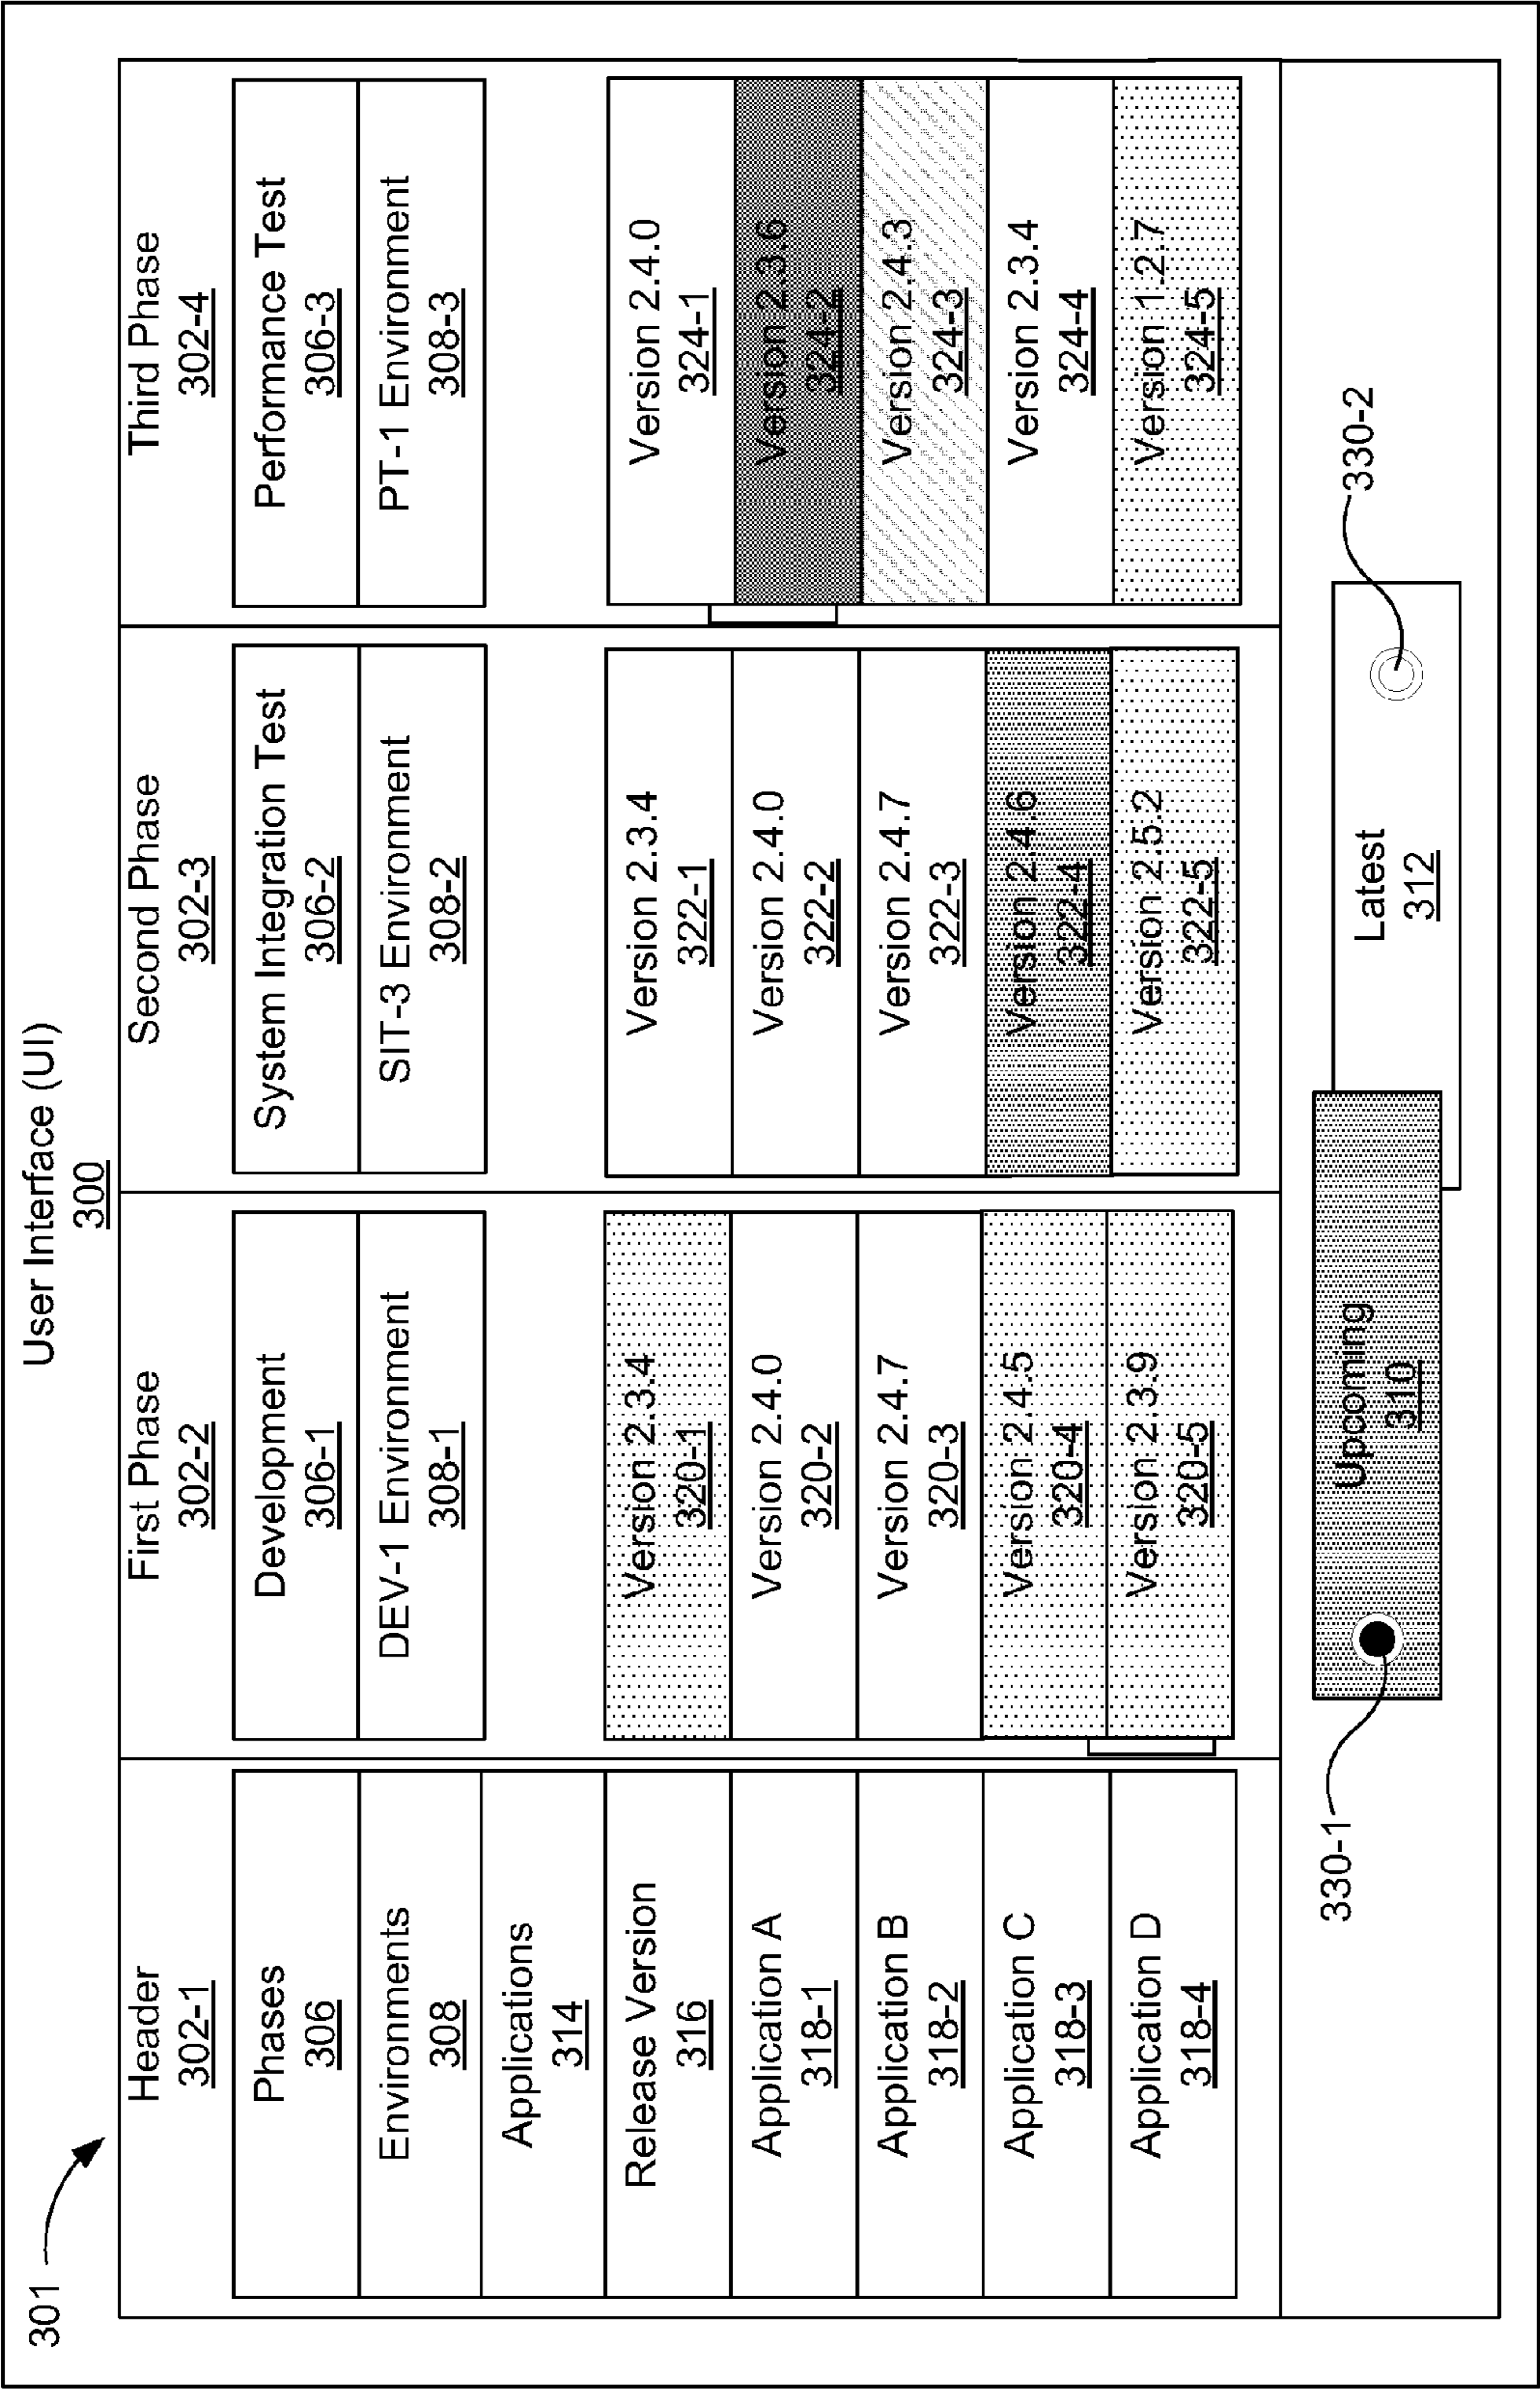 User Interface (UI)
300
301
Header
302-1
First Phase
302-2
Second Phase
302-3
Third Phase
302-4
Phases
306
Development
306-1
System Integration Test
306-2
Performance Test
306-3
Environments
308
DEV-1 Environment
308-1
SIT-3 Environment
308-2
PT-1 Environment
308-3
Applications
314
Release Version
316
Version 2.3.4
320-1
Version 2.3.4
322-1
Version 2.4.0
324-1
Application A
318-1
Version 2.4.0
320-2
Version 2.4.0
322-2
Version 2.3.6
324-2
Application B
318-2
Version 2.4.7
320-3
Version 2.4.7
322-3
Version 2.4.3
324-3
Application C
318-3
Version 2.4.5
320-4
Version 2.4.6
322-4
Version 2.3.4
324-4
Application D
318-4
Version 2.3.9
320-5
Version 2.5.2
322-5
Version 1.2.7
324-5
330-1
Upcoming
310
Latest
312
330-2